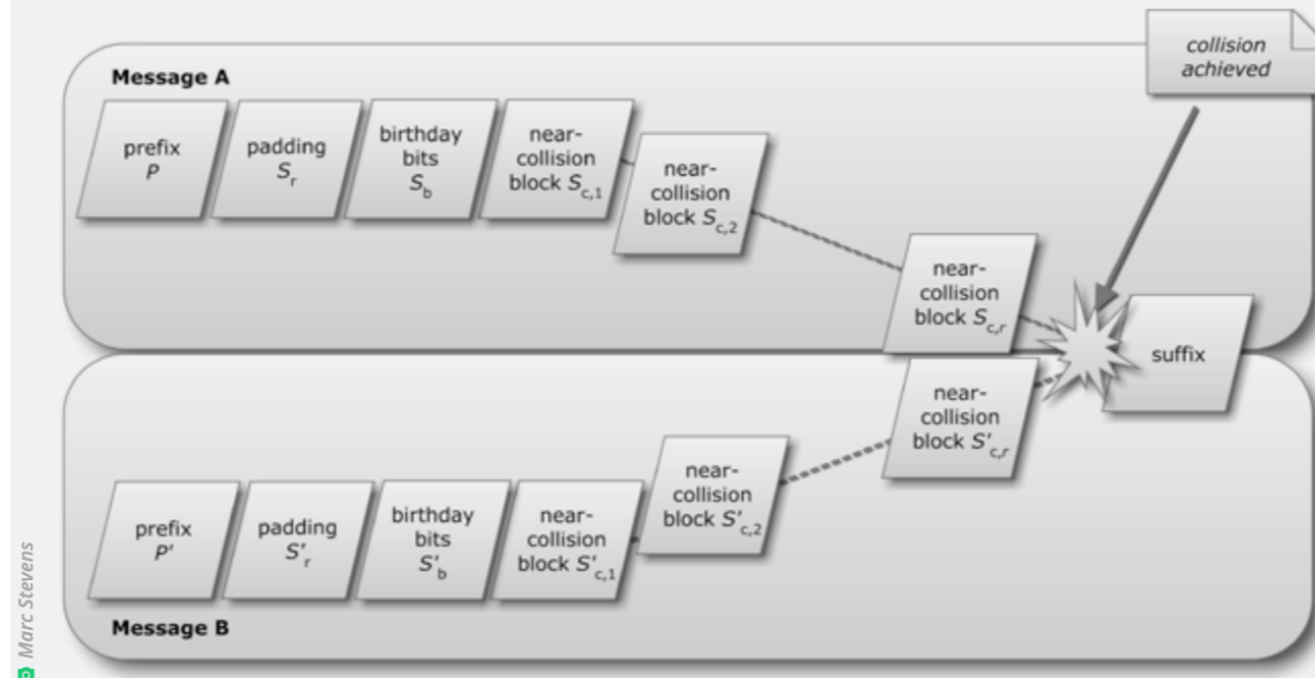 collision
achieved
Message A
prefix
P
padding
Sr
birthday
bits
Sb
near-
collision
block Sc,1
near-
collision
block Sc,2
near-
collision
block Sc,r
suffix
near-
collision
block S'c,r
near-
collision
block S'c,2
prefix
P'
padding
S'r
birthday
bits
S'b
near-
collision
block S'c,1
Message B
Marc Stevens